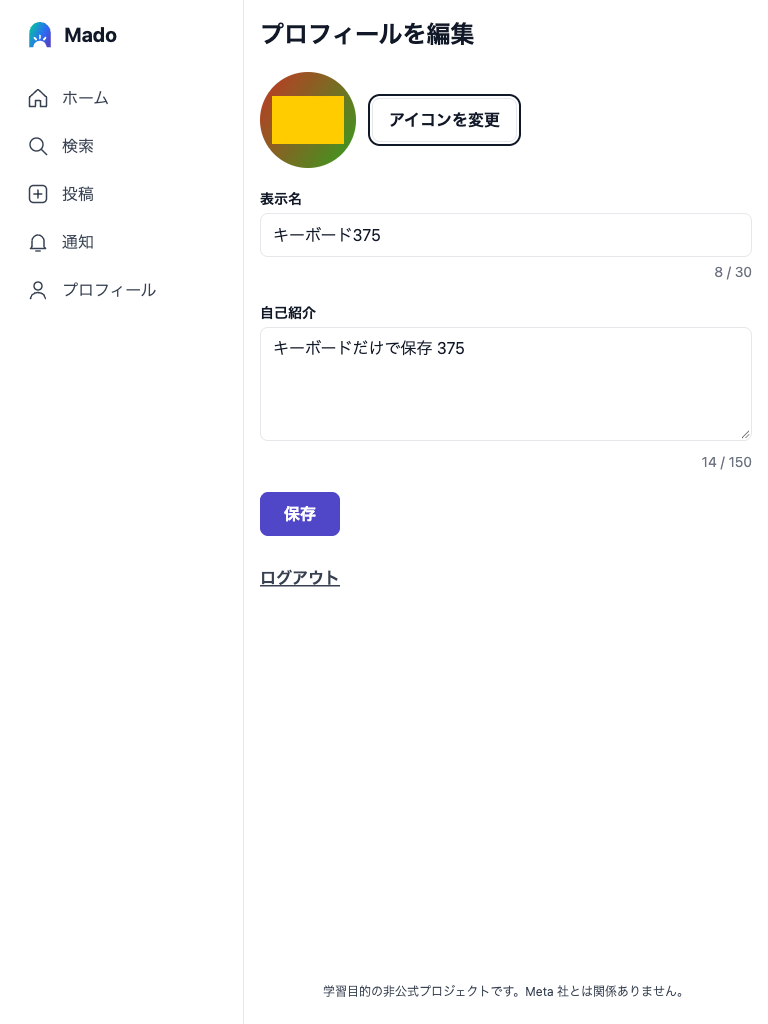 Mado
ホーム
検索
投稿
通知
プロフィール
プロフィールを編集
アイコンを変更
表示名
キーボード375
8 / 30
自己紹介
キーボードだけで保存 375
14 / 150
保存
ログアウト
学習目的の非公式プロジェクトです。Meta 社とは関係ありません。